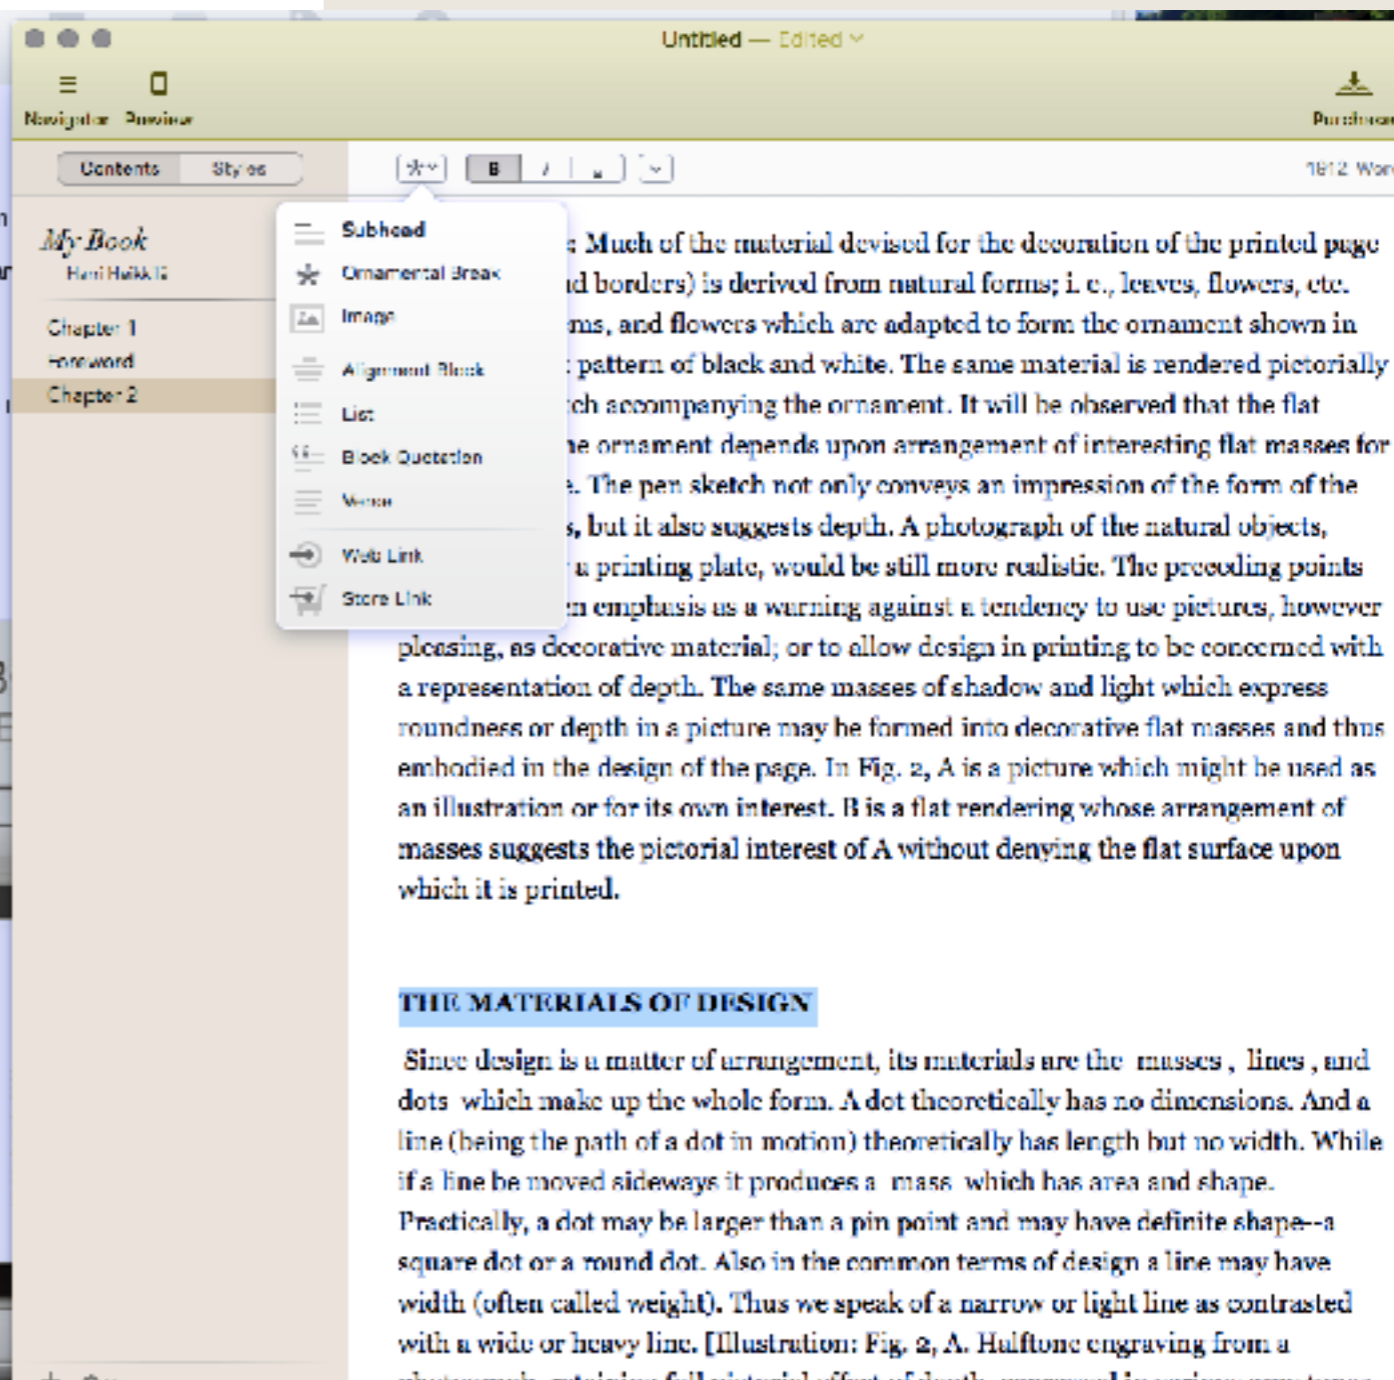 Untitled — Edited
Navigator Preview
Purchase
Contents Styles
B I u
1912 Wor
My Book
Chapter 1
Foreword
Chapter 2
Subhead
Ornamental Break
Image
Alignment Block
List
Block Quotation
Verse
Web Link
Store Link
: Much of the material devised for the decoration of the printed page
nd borders) is derived from natural forms; i. e., leaves, flowers, etc.
ms, and flowers which are adapted to form the ornament shown in
pattern of black and white. The same material is rendered pictorially
ch accompanying the ornament. It will be observed that the flat
he ornament depends upon arrangement of interesting flat masses for
e. The pen sketch not only conveys an impression of the form of the
s, but it also suggests depth. A photograph of the natural objects,
a printing plate, would be still more realistic. The preceding points
n emphasis as a warning against a tendency to use pictures, however
pleasing, as decorative material; or to allow design in printing to be concerned with
a representation of depth. The same masses of shadow and light which express
roundness or depth in a picture may be formed into decorative flat masses and thus
embodied in the design of the page. In Fig. 2, A is a picture which might be used as
an illustration or for its own interest. B is a flat rendering whose arrangement of
masses suggests the pictorial interest of A without denying the flat surface upon
which it is printed.
THE MATERIALS OF DESIGN
Since design is a matter of arrangement, its materials are the masses , lines , and
dots which make up the whole form. A dot theoretically has no dimensions. And a
line (being the path of a dot in motion) theoretically has length but no width. While
if a line be moved sideways it produces a mass which has area and shape.
Practically, a dot may be larger than a pin point and may have definite shape--a
square dot or a round dot. Also in the common terms of design a line may have
width (often called weight). Thus we speak of a narrow or light line as contrasted
with a wide or heavy line. [Illustration: Fig. 2, A. Halftone engraving from a